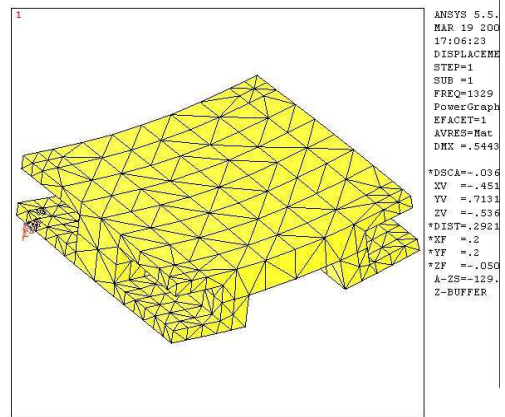 1
ANSYS 5.5.
MAR 19 200
17:06:23
DISPLACEME
STEP=1
SUB =1
FREQ=1329
PowerGraph
EFACET=1
AVRES=Mat
DMX =.5443
*DSCA=-.036
XV =-.451
YV =.7131
ZV =-.536
*DIST=.2921
*XF =.2
*YF =.2
*ZF =-.050
A-ZS=-129.
Z-BUFFER